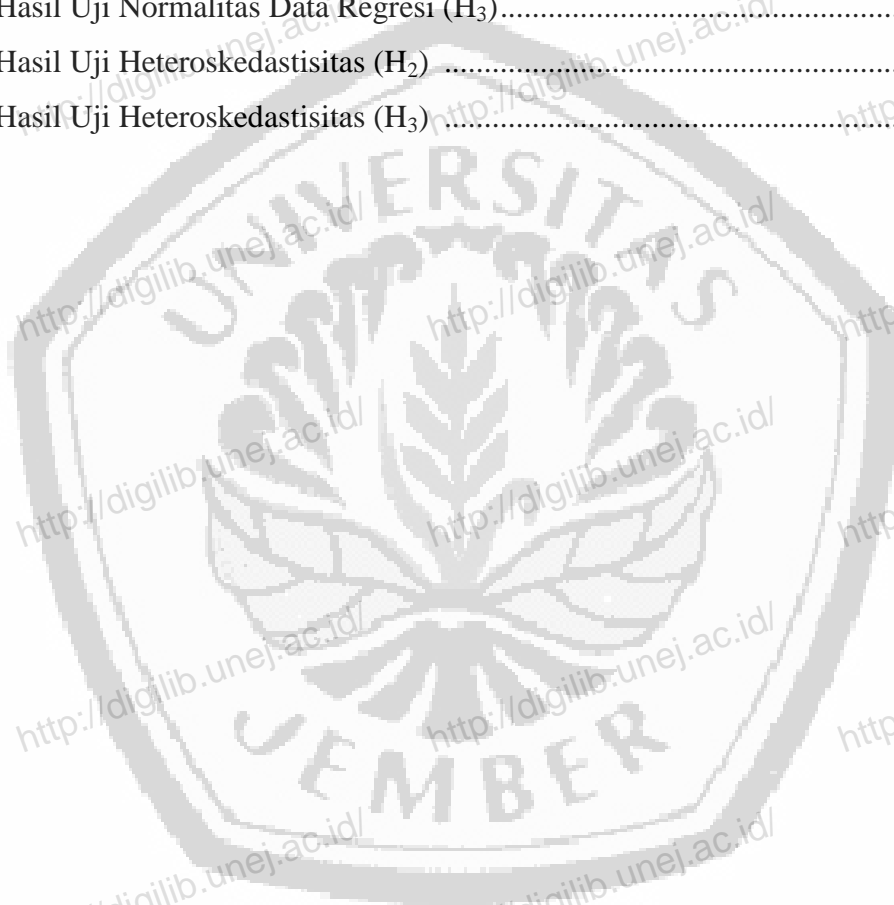 Hasil Uji Normalitas Data Regresi (H₃)..........................................................
Hasil Uji Heteroskedastisitas (H₂) ................................................................
Hasil Uji Heteroskedastisitas (H₃) ................................................................
UNIVERSITAS
JEMBER
http://digilib.unej.ac.id/
http://digilib.unej.ac.id/
http://digilib.unej.ac.id/
http://digilib.unej.ac.id/
http://digilib.unej.ac.id/
http://digilib.unej.ac.id/
http://digilib.unej.ac.id/
http://digilib.unej.ac.id/